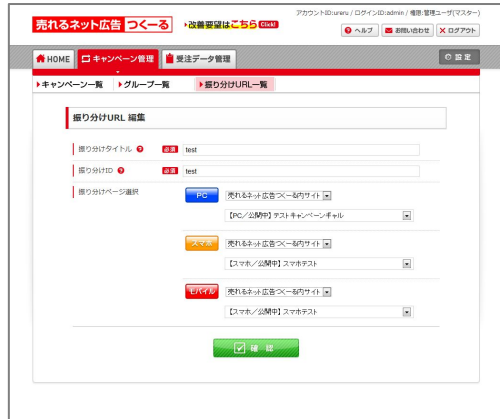 アカウントID:ureru / ログインID:admin / 権限:管理ユーザ(マスター)
売れるネット広告 つくーる
改善要望はこちら Click!
ヘルプ お問い合わせ ログアウト
HOME キャンペーン管理 受注データ管理 設定
キャンペーン一覧 グループ一覧 振り分けURL一覧
振り分けURL 編集
振り分けタイトル 必須 test
振り分けID 必須 test
振り分けページ選択 PC 売れるネット広告つくーる内サイト
【PC/公開中】テストキャンペーンギャル
スマホ 売れるネット広告つくーる内サイト
【スマホ/公開中】スマホテスト
モバイル 売れるネット広告つくーる内サイト
【スマホ/公開中】スマホテスト
確 認